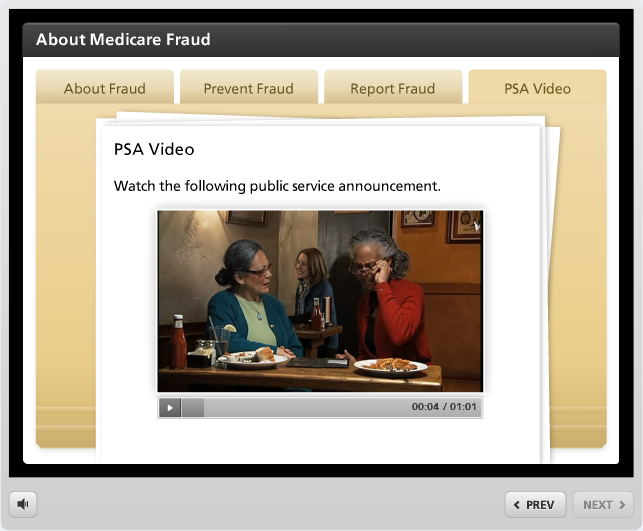 About Medicare Fraud
About Fraud
Prevent Fraud
Report Fraud
PSA Video
PSA Video
Watch the following public service announcement.
00:04 / 01:01
PREV
NEXT